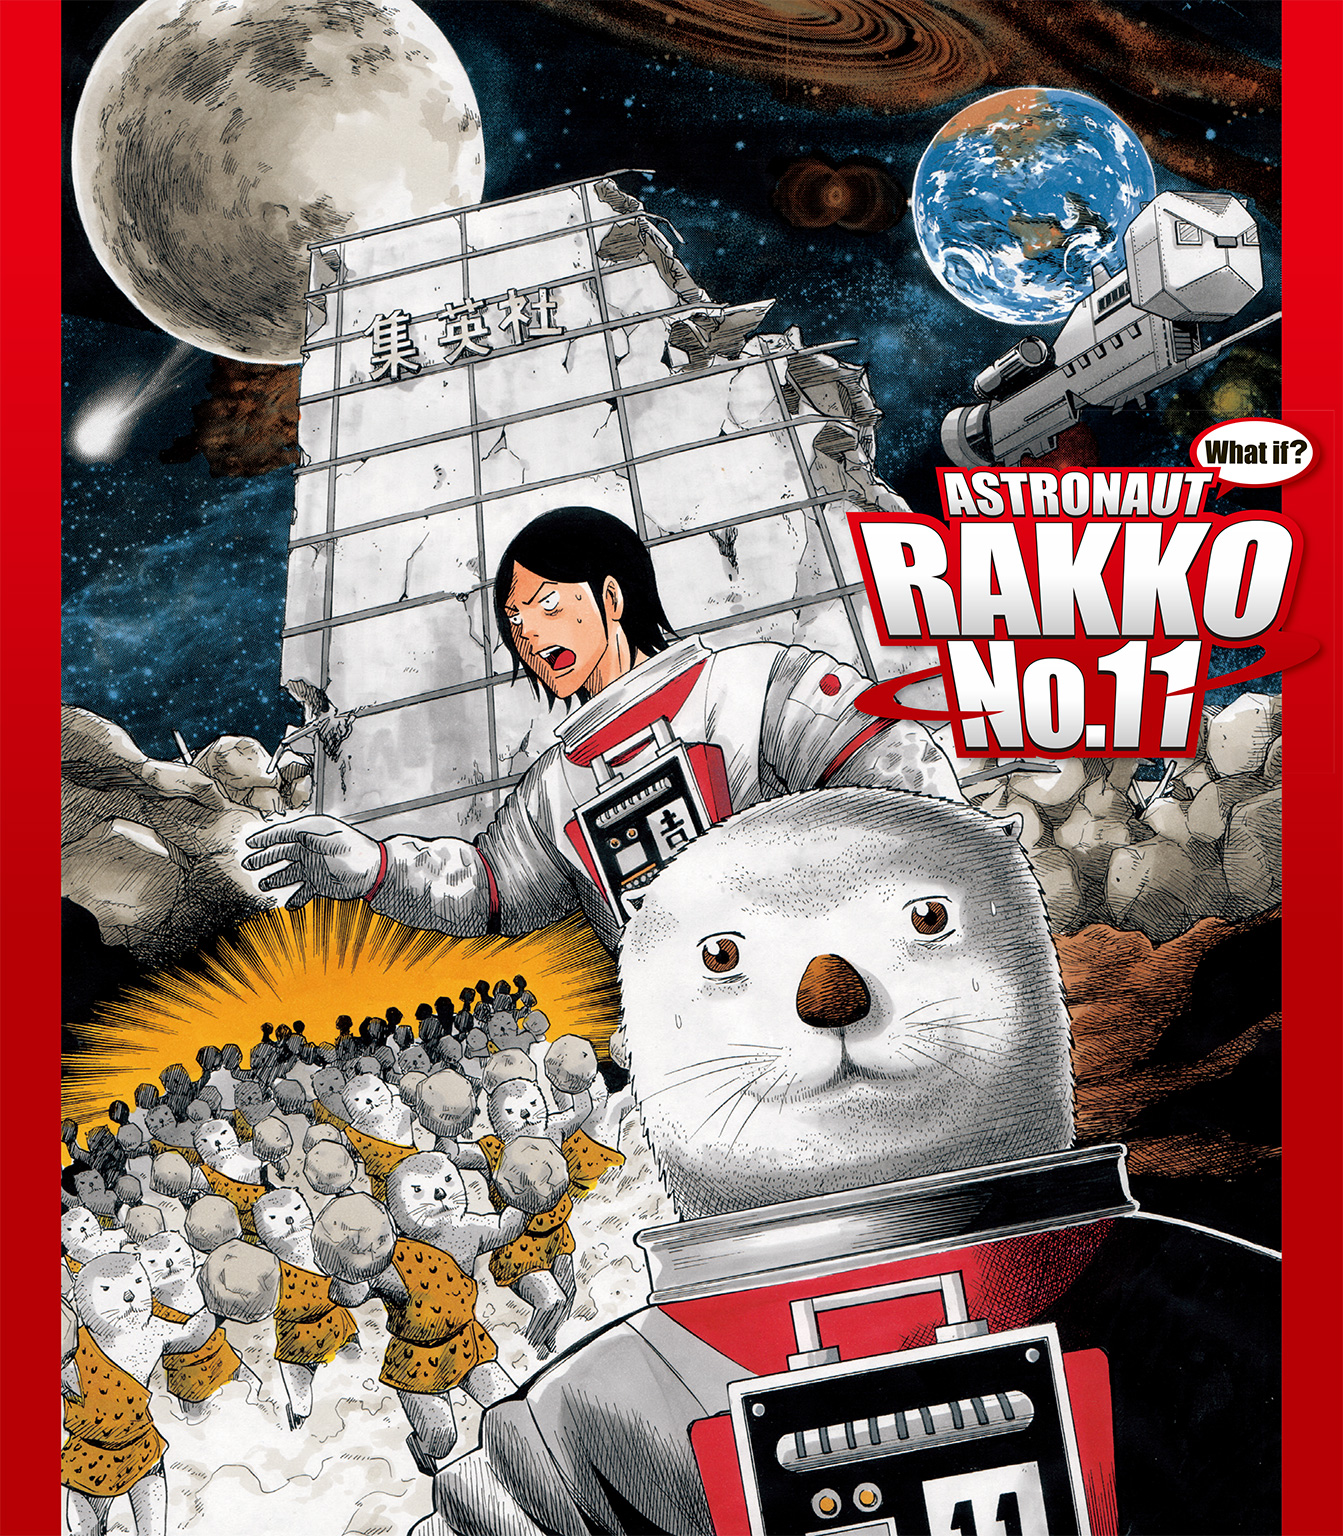 集英社
What if?
ASTRONAUT
RAKKO
No.11
吉
11